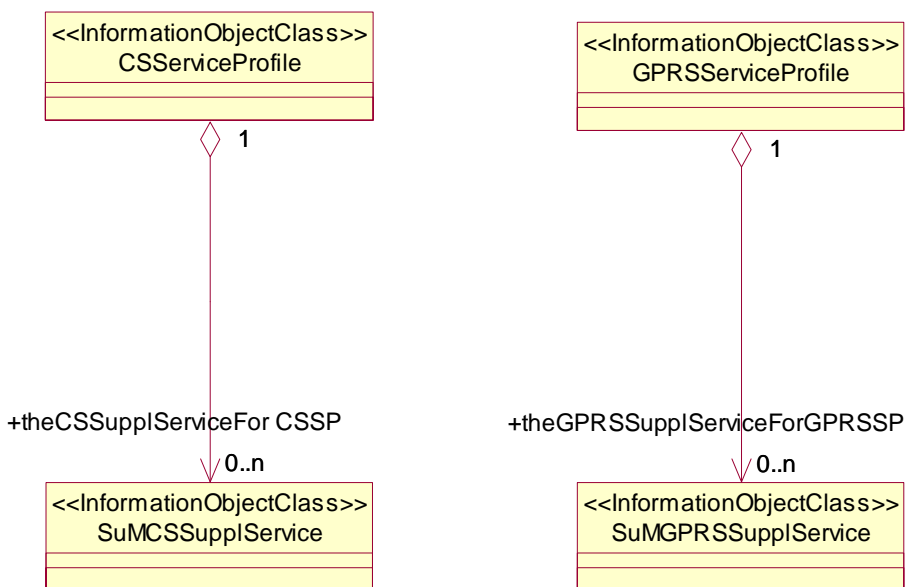 <<InformationObjectClass>>
CSServiceProfile
1
+theCSSupplServiceFor CSSP
0..n
<<InformationObjectClass>>
SuMCSSupplService
<<InformationObjectClass>>
GPRSServiceProfile
1
+theGPRSSupplServiceForGPRSSP
0..n
<<InformationObjectClass>>
SuMGPRSSupplService